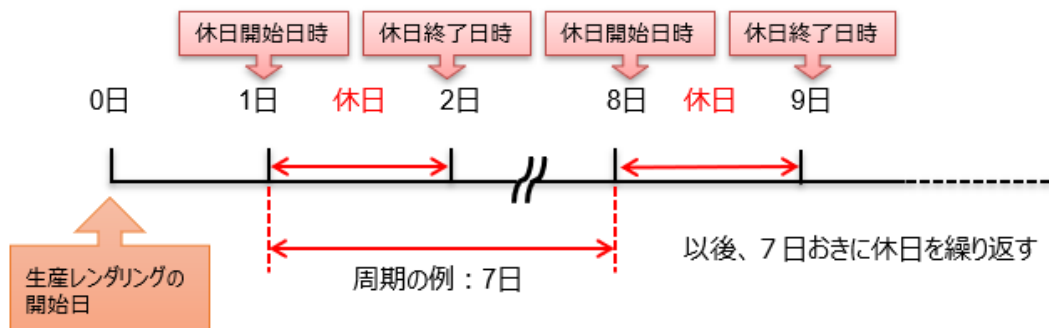 休日開始日時
休日終了日時
休日開始日時
休日終了日時
0日
1日
休日
2日
8日
休日
9日
生産レンダリングの
開始日
周期の例：7日
以後、７日おきに休日を繰り返す